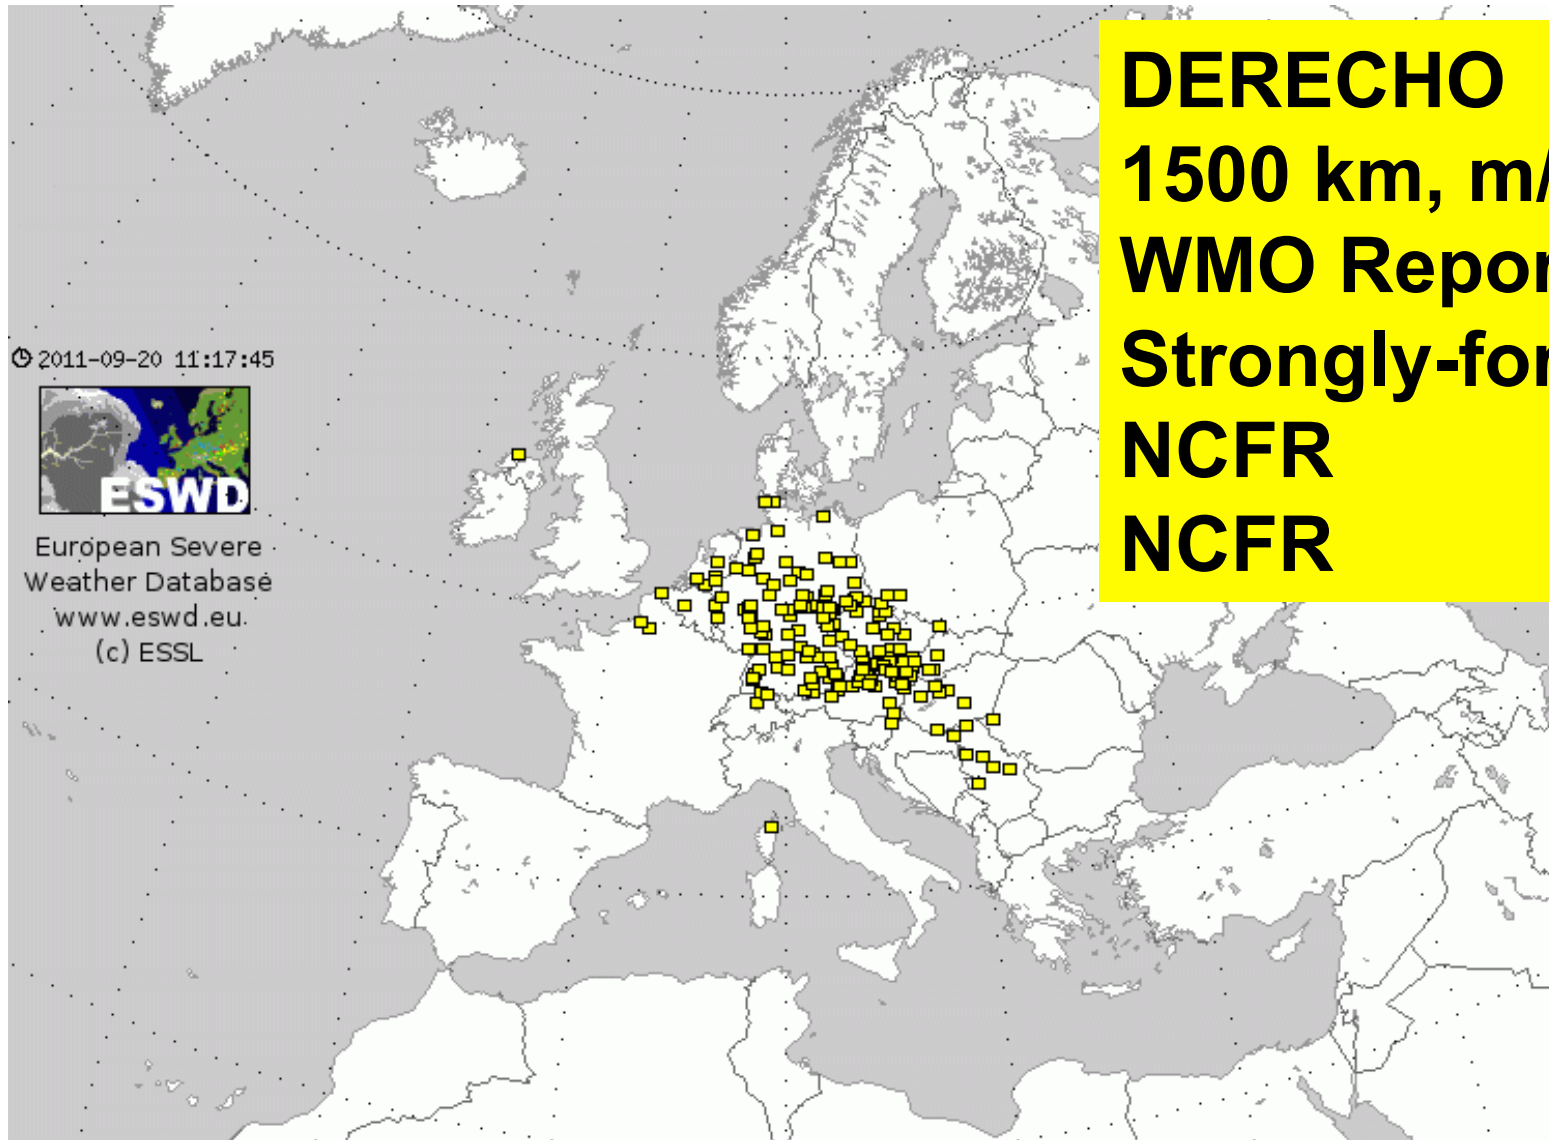 DERECHO
1500 km, m/
WMO Repor
Strongly-for
NCFR
NCFR
2011-09-20 11:17:45
ESWD
European Severe
Weather Database
www.eswd.eu
(c) ESSL